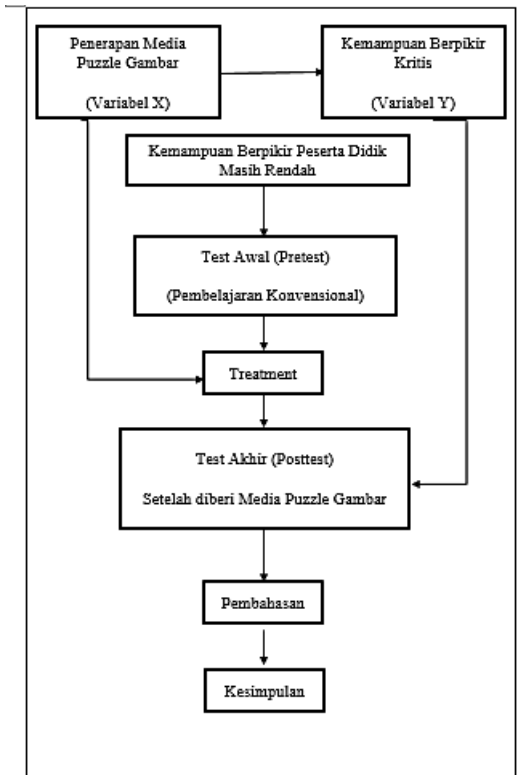 Penerapan Media
Puzzle Gambar
(Variabel X)
Kemampuan Berpikir
Kritis
(Variabel Y)
Kemampuan Berpikir Peserta Didik
Masih Rendah
Test Awal (Pretest)
(Pembelajaran Konvensional)
Treatment
Test Akhir (Posttest)
Setelah diberi Media Puzzle Gambar
Pembahasan
Kesimpulan